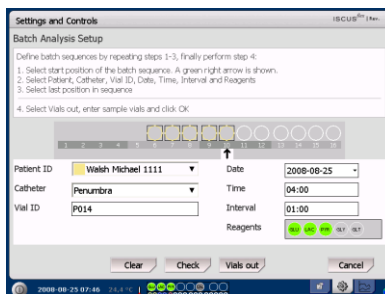 Settings and Controls
ISCUS flex | Rev.
Batch Analysis Setup
Define batch sequences by repeating steps 1-3, finally perform step 4:
1. Select start position of the batch sequence. A green right arrow is shown.
2. Select Patient, Catheter, Vial ID, Date, Time, Interval and Reagents
3. Select last position in sequence
4. Select Vials out, enter sample vials and click OK
1 2 3 4 5 6 7 8 9 10 11 12 13 14 15 16
Patient ID Walsh Michael 1111 Date 2008-08-25
Catheter Penumbra Time 04:00
Vial ID P014 Interval 01:00
Reagents GLU LAC PYR GLY GLT
Clear Check Vials out Cancel
2008-08-25 07:46 24,4°C